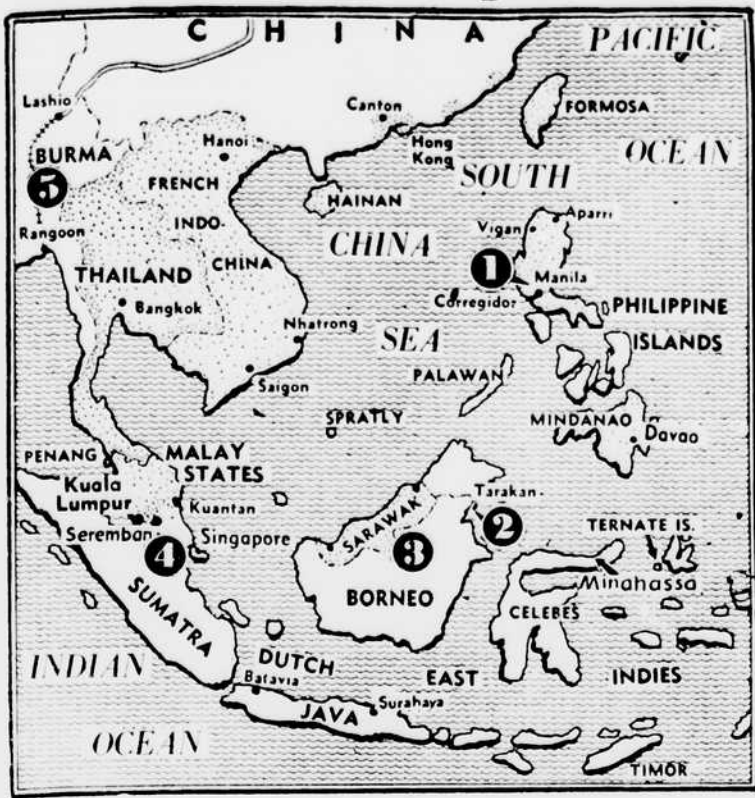 CHINA
PACIFIC
OCEAN
Lashio
Canton
FORMOSA
BURMA
Hanoi
Hong
Kong
5
FRENCH
SOUTH
HAINAN
INDO-
Aparri
Vigan
Rangoon
CHINA
CHINA
1
THAILAND
Manila
Bangkok
Corregidor
PHILIPPINE
ISLANDS
Nhatrong
SEA
PALAWAN
Saigon
SPRATLY
MINDANAO
Davao
PENANG
MALAY
STATES
Kuala
Lumpur
Kuantan
Tarakan
Seremban
Singapore
SARAWAK
2
TERNATE IS.
4
3
Minahassa
SUMATRA
BORNEO
CELEBES
INDIAN
OCEAN
DUTCH
EAST
INDIES
Batavia
JAVA
Surahaya
TIMOR